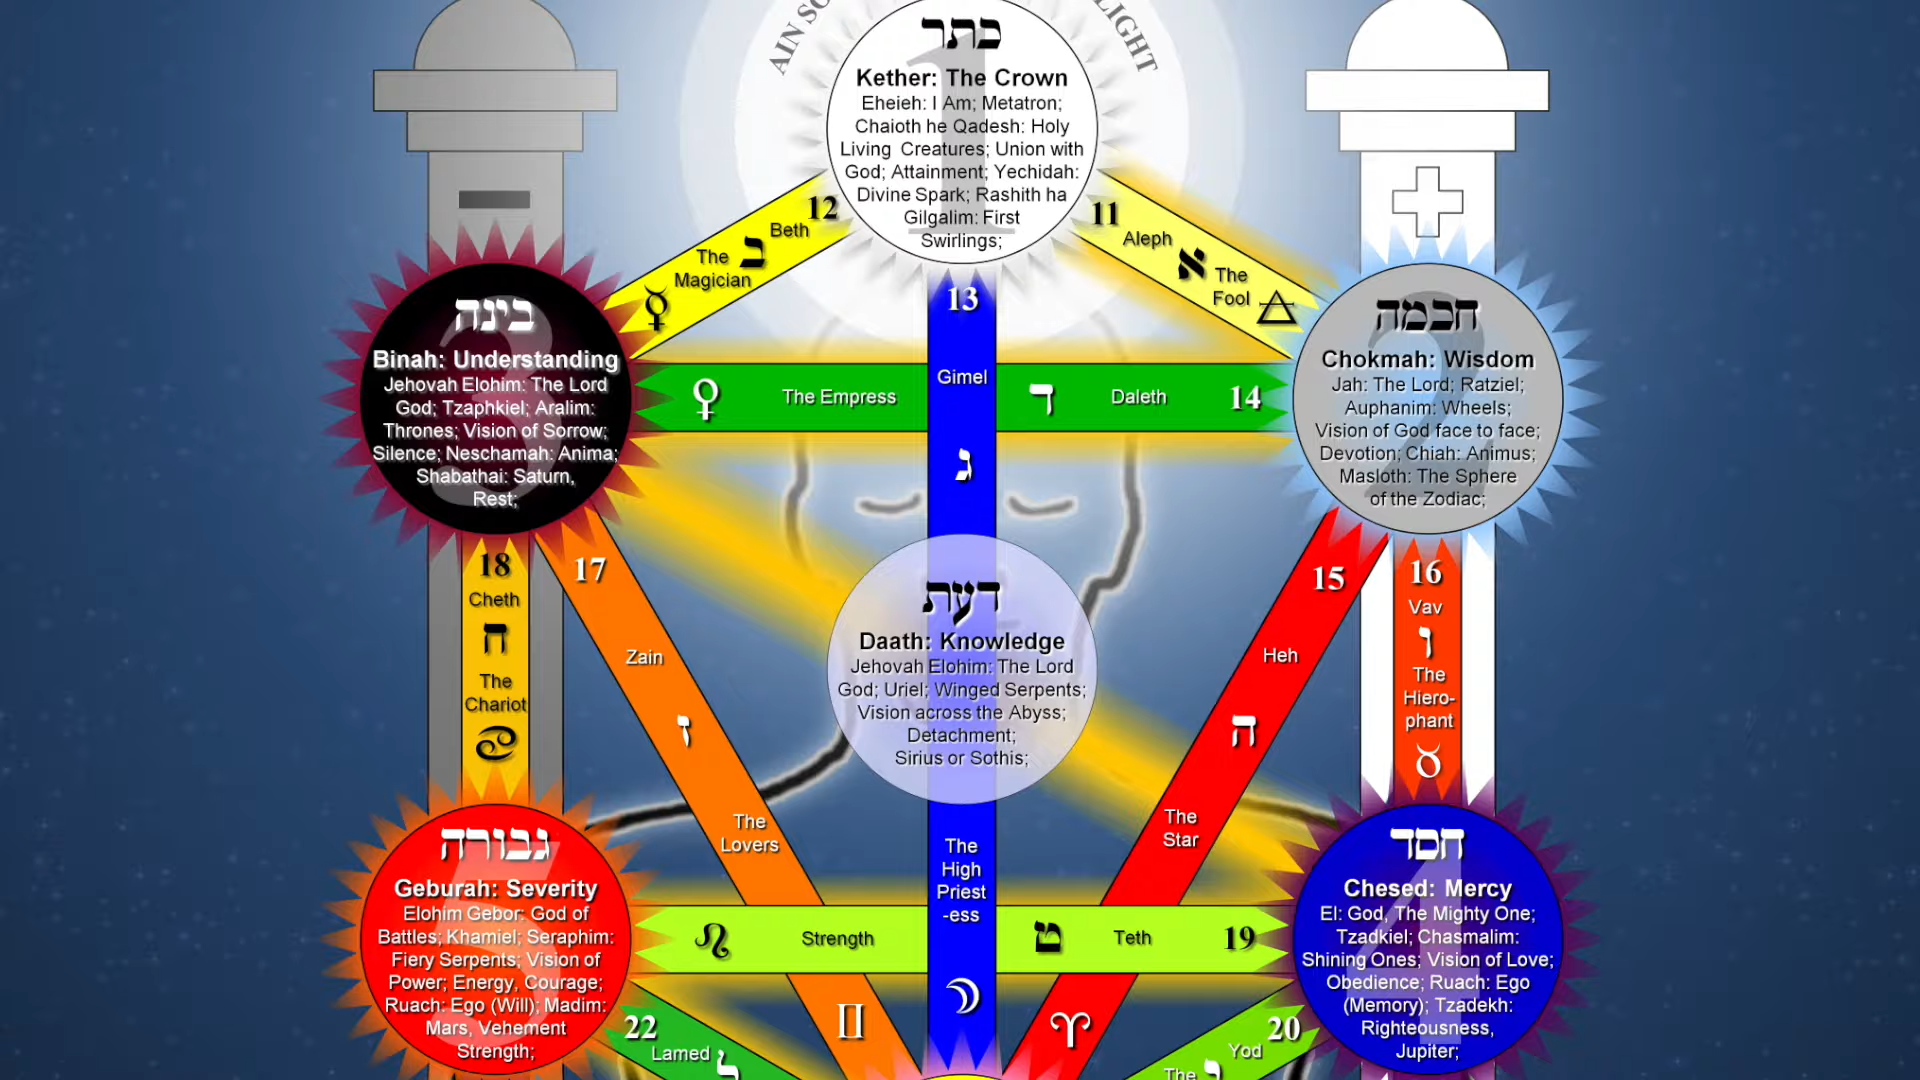 AIN SO
LIGHT
1
כתר
Kether: The Crown
Eheieh: I Am; Metatron;
Chaioth he Qadesh: Holy
Living Creatures; Union with
God; Attainment; Yechidah:
Divine Spark; Rashith ha
Gilgalim: First
Swirlings;
12
Beth
ב
The
Magician
☿
11
Aleph
א
The
Fool
3
בינה
Binah: Understanding
Jehovah Elohim: The Lord
God; Tzaphkiel; Aralim:
Thrones; Vision of Sorrow;
Silence; Neschamah: Anima;
Shabathai: Saturn,
Rest;
13
Gimel
ג
♀
The Empress
ד
Daleth
14
2
חכמה
Chokmah: Wisdom
Jah: The Lord; Ratziel;
Auphanim: Wheels;
Vision of God face to face;
Devotion; Chiah: Animus;
Masloth: The Sphere
of the Zodiac;
18
Cheth
ח
The
Chariot
♋
17
Zain
ז
The
Lovers
♊
דעת
Daath: Knowledge
Jehovah Elohim: The Lord
God; Uriel; Winged Serpents;
Vision across the Abyss;
Detachment;
Sirius or Sothis;
15
Heh
ה
The
Star
♈
16
Vav
ו
The
Hiero-
phant
♉
The
High
Priest
-ess
☽
5
גבורה
Geburah: Severity
Elohim Gebor: God of
Battles; Khamiel; Seraphim:
Fiery Serpents; Vision of
Power; Energy, Courage;
Ruach: Ego (Will); Madim:
Mars, Vehement
Strength;
♌
Strength
ט
Teth
19
4
חסד
Chesed: Mercy
El: God, The Mighty One;
Tzadkiel; Chasmalim:
Shining Ones; Vision of Love;
Obedience; Ruach: Ego
(Memory); Tzadekh:
Righteousness,
Jupiter;
22
Lamed
ל
20
Yod
י
The